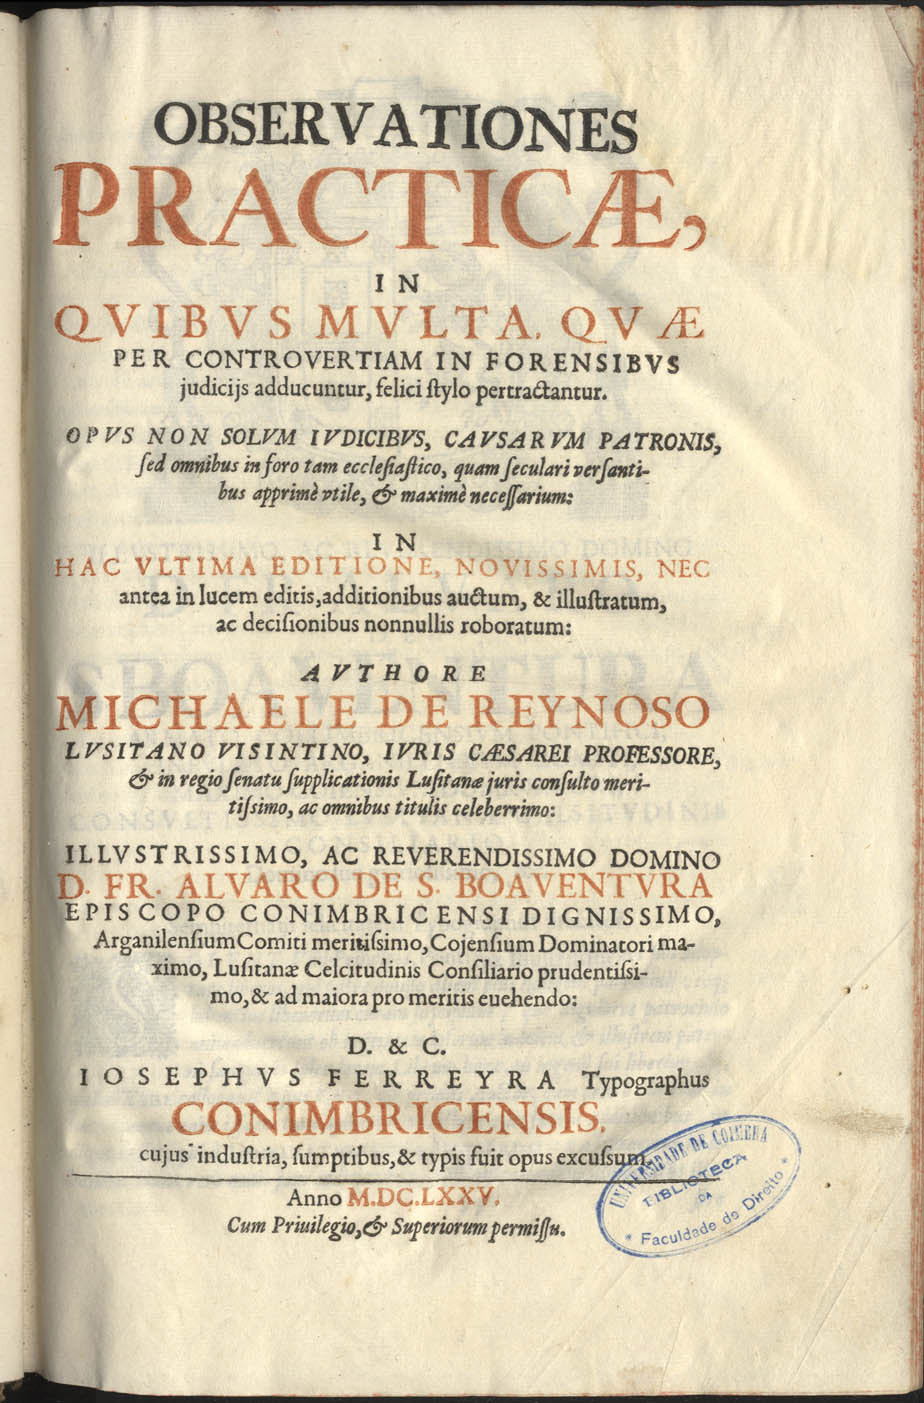 OBSERVATIONES
PRACTICÆ,
IN
QVIBVS MVLTA, QVÆ
PER CONTROVERTIAM IN FORENSIBVS
judicijs adducuntur, felici ſtylo pertractantur.
OPVS NON SOLVM IVDICIBVS, CAVSARVM PATRONIS,
ſed omnibus in foro tam eccleſiaſtico, quam ſeculari verſanti-
bus apprimè vtile, & maximè neceſſarium:
IN
HAC VLTIMA EDITIONE, NOVISSIMIS, NEC
antea in lucem editis, additionibus auctum, & illuſtratum,
ac deciſionibus nonnullis roboratum:
AVTHORE
MICHAELE DE REYNOSO
LVSITANO VISINTINO, IVRIS CÆSAREI PROFESSORE,
& in regio ſenatu ſupplicationis Luſitanæ juris conſulto meri-
tiſsimo, ac omnibus titulis celeberrimo:
ILLVSTRISSIMO, AC REVERENDISSIMO DOMINO
D. FR. ALVARO DE S. BOAVENTVRA
EPISCOPO CONIMBRICENSI DIGNISSIMO,
Arganilenſium Comiti meritiſsimo, Cojenſium Dominatori ma-
ximo, Luſitanæ Celcitudinis Conſiliario prudentiſsi-
mo, & ad maiora pro meritis euehendo:
D. & C.
IOSEPHVS FERREYRA Typographus
CONIMBRICENSIS.
cujus induſtria, ſumptibus, & typis fuit opus excuſsum.
Anno M.DC.LXXV.
Cum Priuilegio, & Superiorum permiſſu.
UNIVERSIDADE DE COIMBRA
BIBLIOTECA
DA
* Faculdade de Direito *